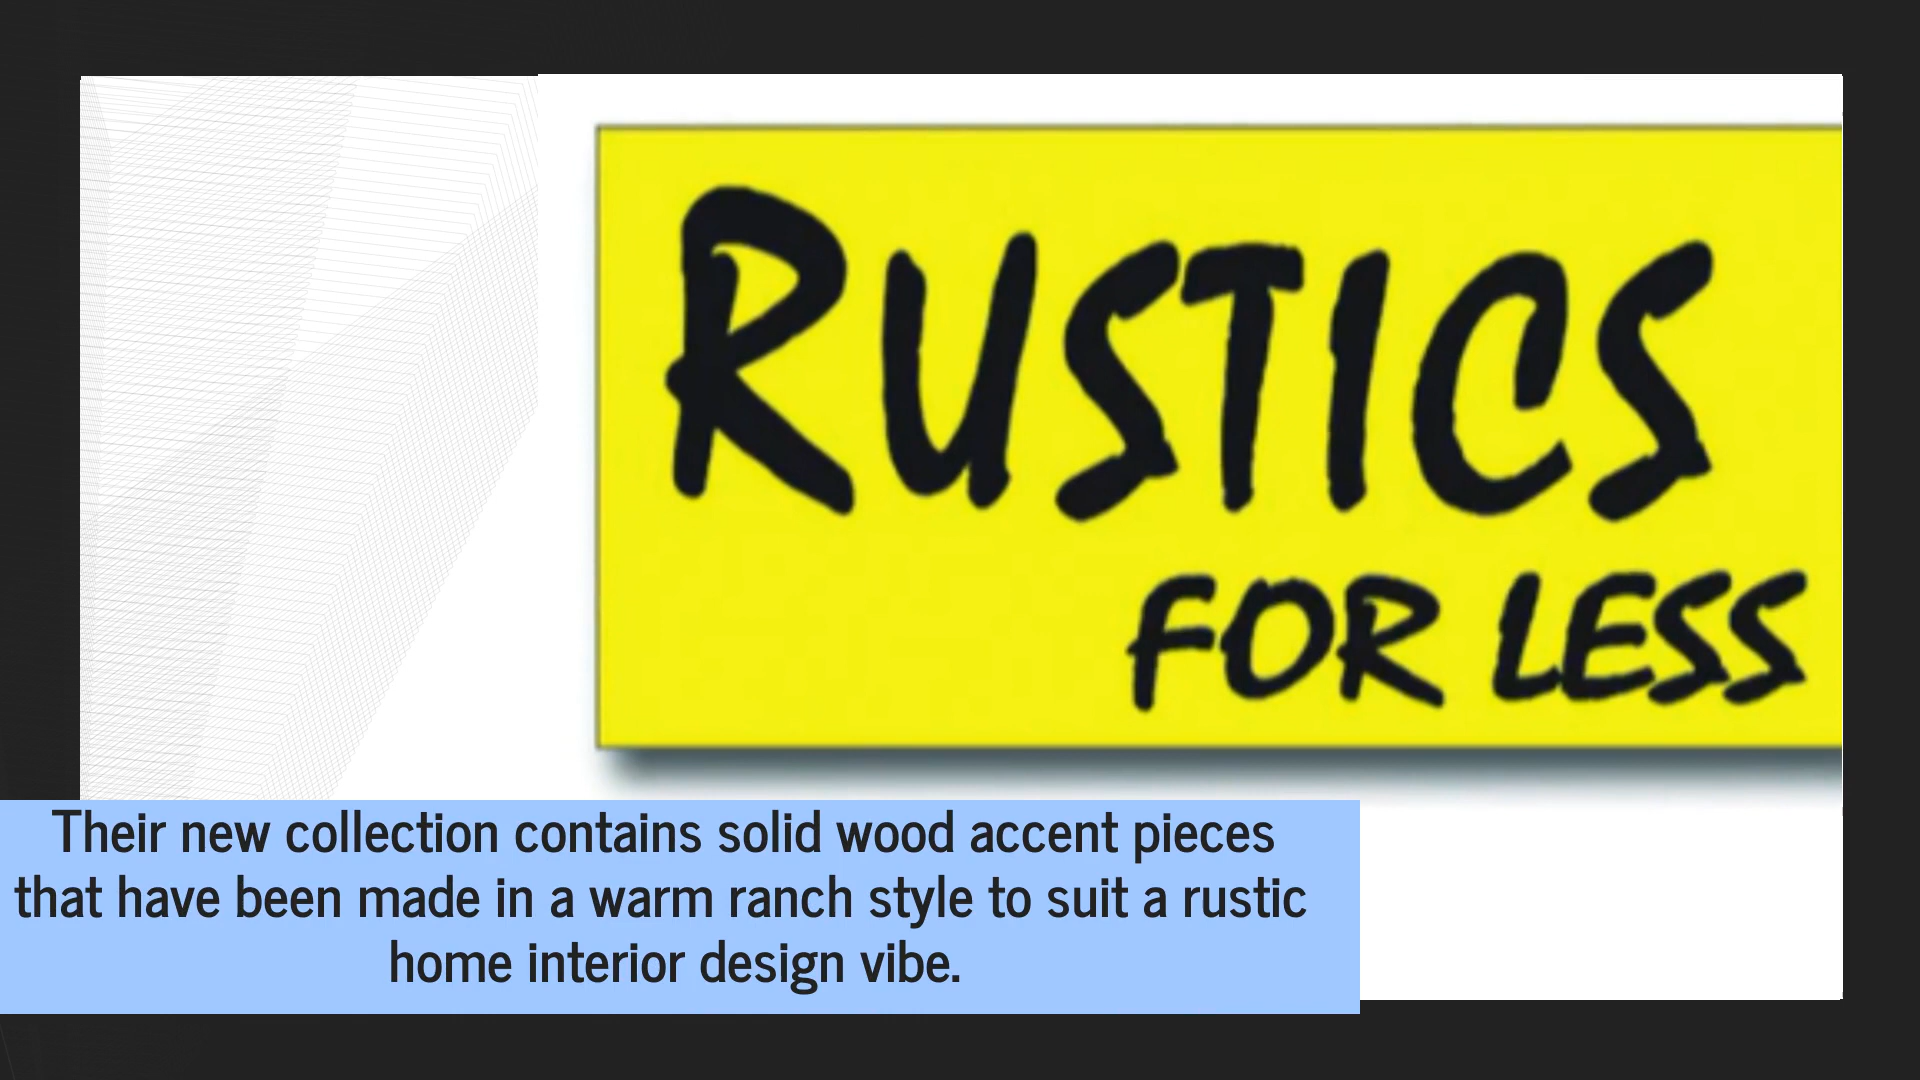 RUSTICS
FOR LESS
Their new collection contains solid wood accent pieces
that have been made in a warm ranch style to suit a rustic
home interior design vibe.